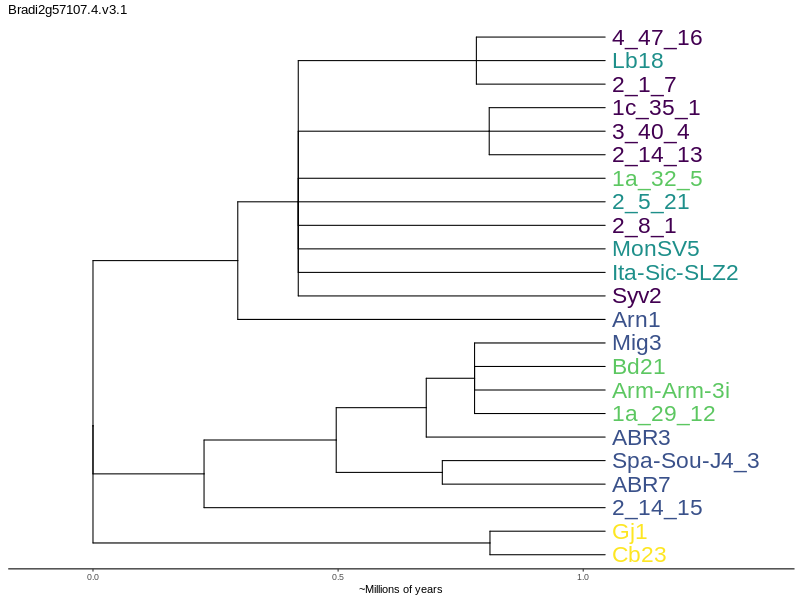 Bradi2g57107.4.v3.1
4_47_16
Lb18
2_1_7
1c_35_1
3_40_4
2_14_13
1a_32_5
2_5_21
2_8_1
MonSV5
Ita-Sic-SLZ2
Syv2
Arn1
Mig3
Bd21
Arm-Arm-3i
1a_29_12
ABR3
Spa-Sou-J4_3
ABR7
2_14_15
Gj1
Cb23
0.0 0.5 1.0
~Millions of years